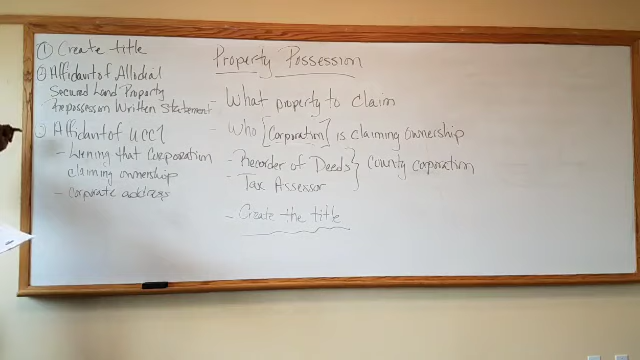 ① Create title
② Affidavit of Allodial
Secured Land Property
Repossession Written Statement
③ Affidavit of UCC1
- Liening that Corporation
claiming ownership
- Corporate address
Property Possession
- What property to claim
- Who [Corporation] is claiming ownership
- Recorder of Deeds } County corporation
- Tax Assessor
- Create the title